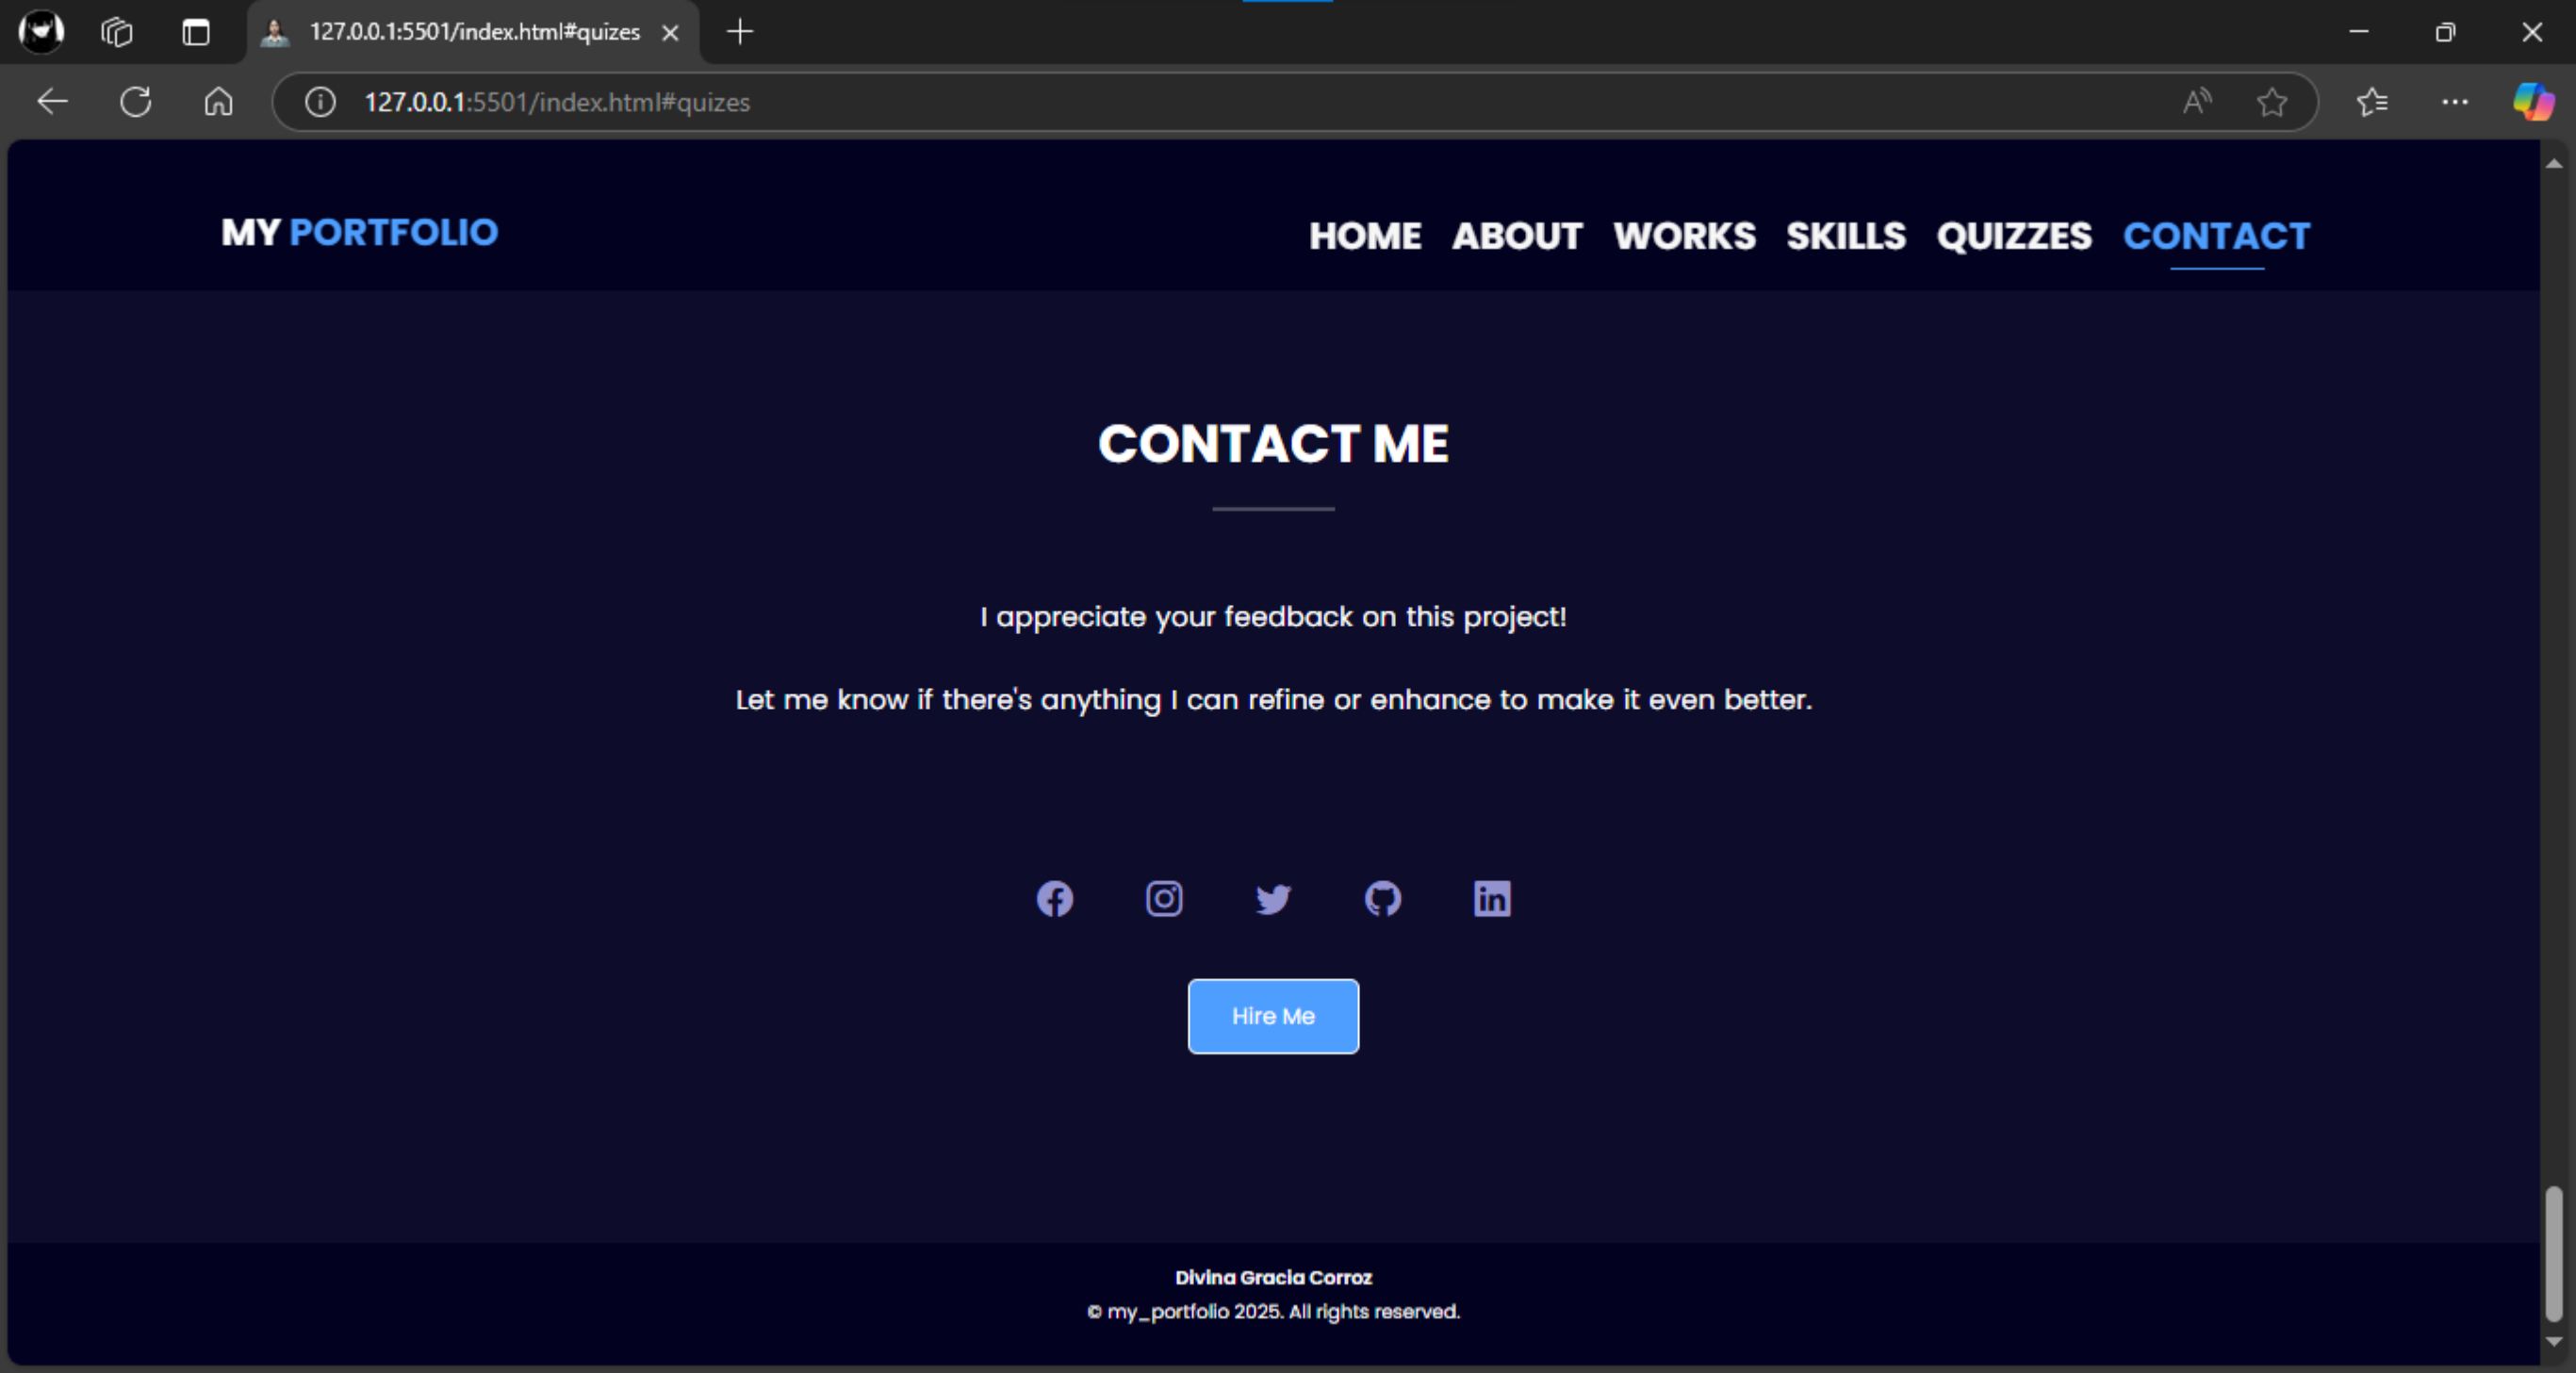 127.0.0.1:5501/index.html#quizes
127.0.0.1:5501/index.html#quizes
MY PORTFOLIO
HOME ABOUT WORKS SKILLS QUIZZES CONTACT
CONTACT ME
I appreciate your feedback on this project!
Let me know if there's anything I can refine or enhance to make it even better.
Hire Me
Divina Gracia Corroz
© my_portfolio 2025. All rights reserved.